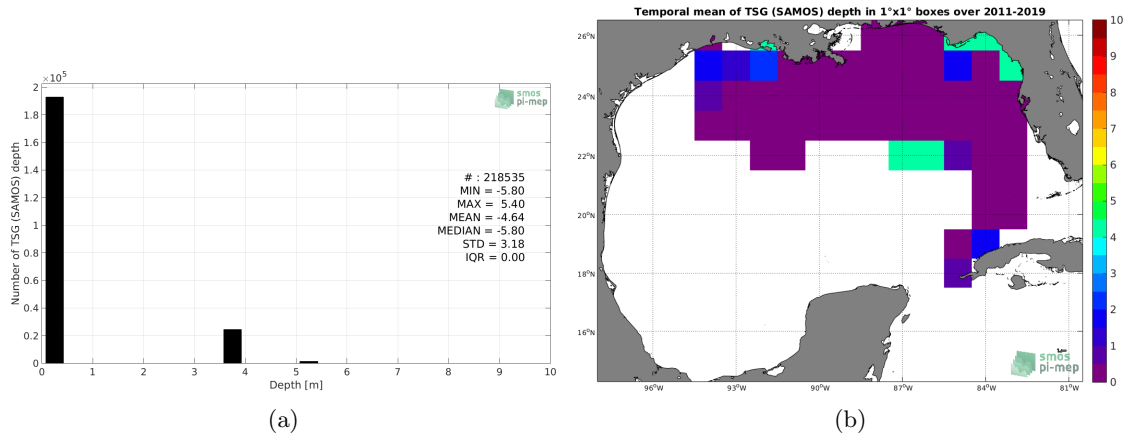 ×10⁵
2
1.8
1.6
1.4
1.2
1
0.8
0.6
0.4
0.2
0
Number of TSG (SAMOS) depth
smos
pi-mep
# : 218535
MIN = -5.80
MAX = 5.40
MEAN = -4.64
MEDIAN = -5.80
STD = 3.18
IQR = 0.00
0 1 2 3 4 5 6 7 8 9 10
Depth [m]
(a)
Temporal mean of TSG (SAMOS) depth in 1°x1° boxes over 2011-2019
26°N
24°N
22°N
20°N
18°N
16°N
96°W 93°W 90°W 87°W 84°W 81°W
smos
pi-mep
10
9
8
7
6
5
4
3
2
1
0
(b)